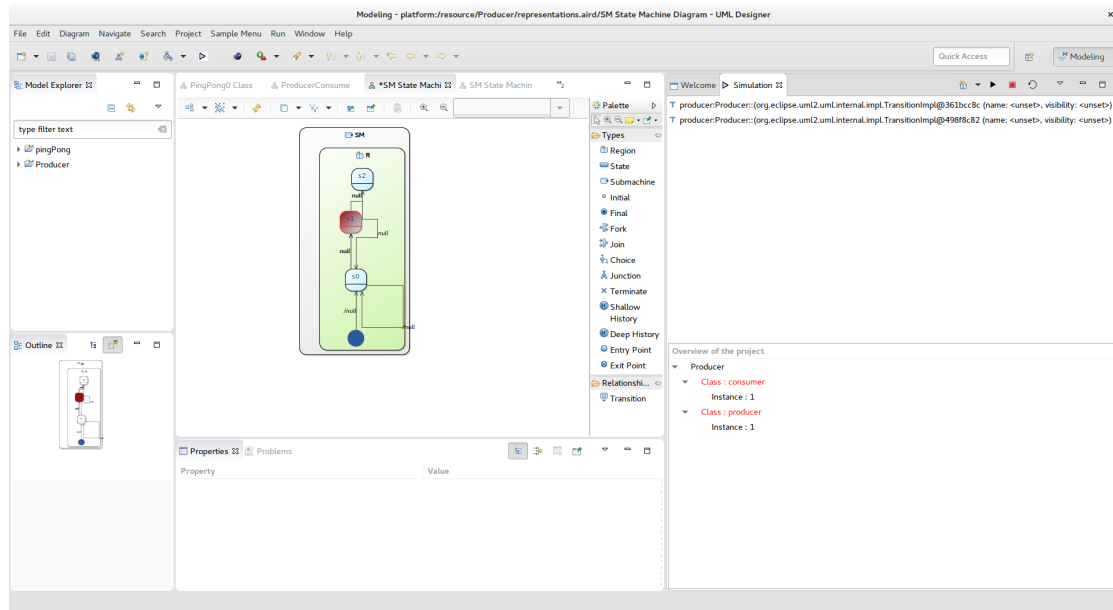 Modeling - platform:/resource/Producer/representations.aird/SM State Machine Diagram - UML Designer
File Edit Diagram Navigate Search Project Sample Menu Run Window Help
Quick Access
Modeling
Model Explorer
type filter text
pingPong
Producer
Outline
PingPong0 Class
ProducerConsume
*SM State Machi
SM State Machin
»2
SM
R
s2
null
s1
null
null
s0
/null
/null
Palette
Types
Region
State
Submachine
Initial
Final
Fork
Join
Choice
Junction
Terminate
Shallow
History
Deep History
Entry Point
Exit Point
Relationshi...
Transition
Properties
Problems
Property Value
Welcome
Simulation
producer:Producer::(org.eclipse.uml2.uml.internal.impl.TransitionImpl@361bcc8c (name: <unset>, visibility: <unset>)
producer:Producer::(org.eclipse.uml2.uml.internal.impl.TransitionImpl@498f8c82 (name: <unset>, visibility: <unset>)
Overview of the project
Producer
Class : consumer
Instance : 1
Class : producer
Instance : 1